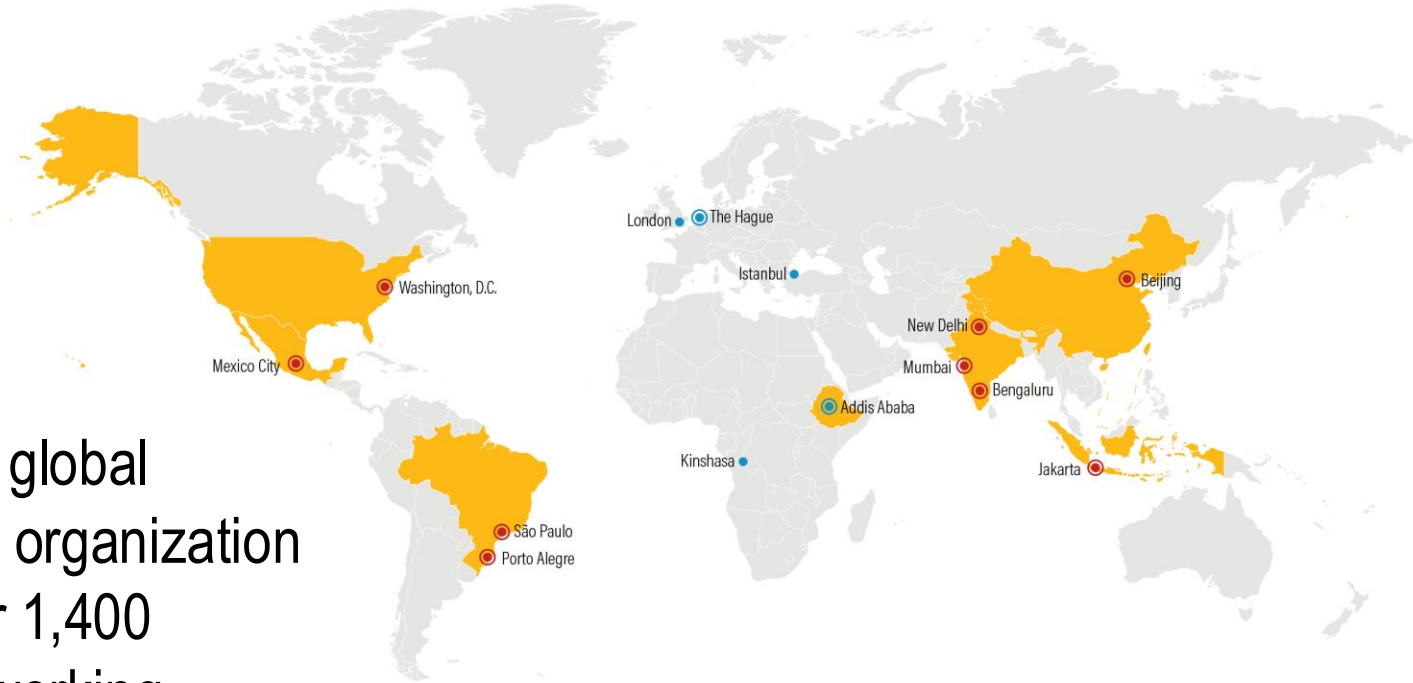 London
The Hague
Istanbul
Washington, D.C.
Beijing
New Delhi
Mexico City
Mumbai
Bengaluru
Addis Ababa
Kinshasa
Jakarta
São Paulo
Porto Alegre
global
organization
1,400
working